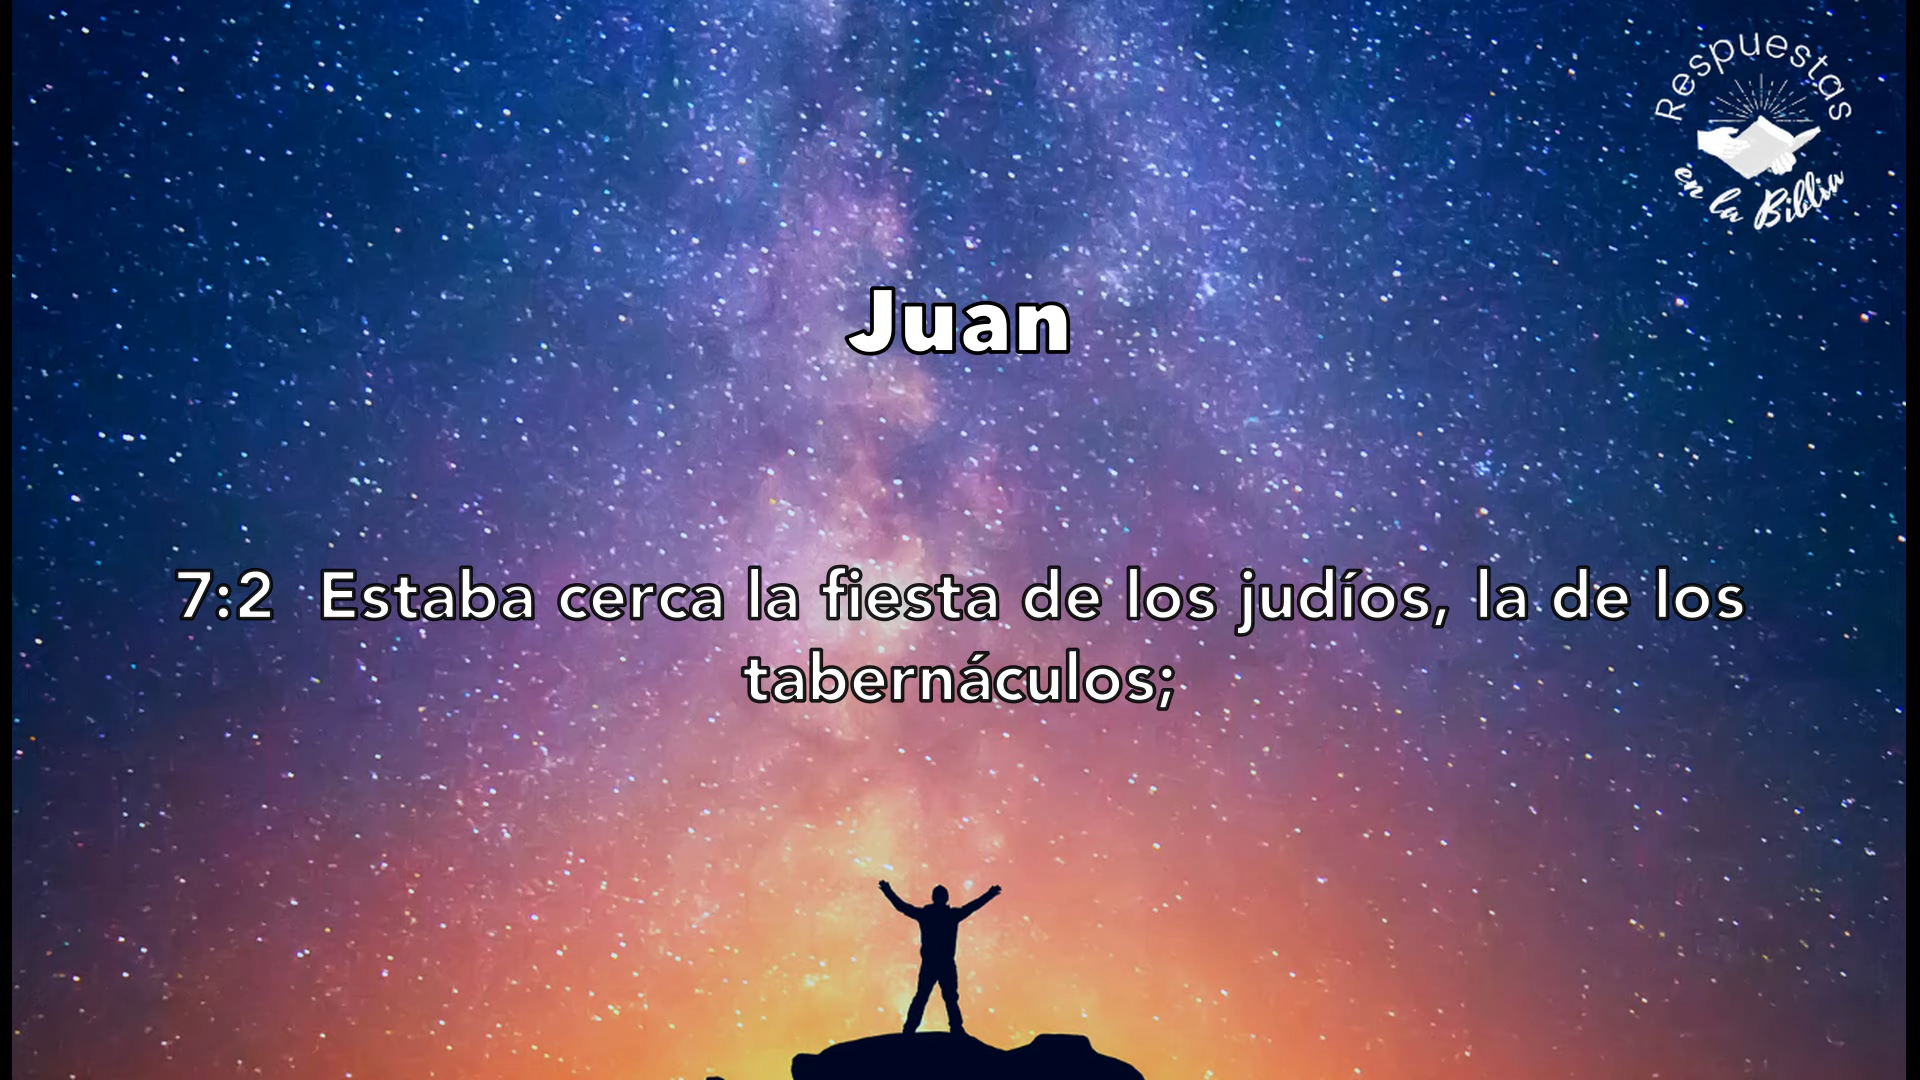 Respuestas
en la Biblia
Juan
7:2 Estaba cerca la fiesta de los judíos, la de los
tabernáculos;